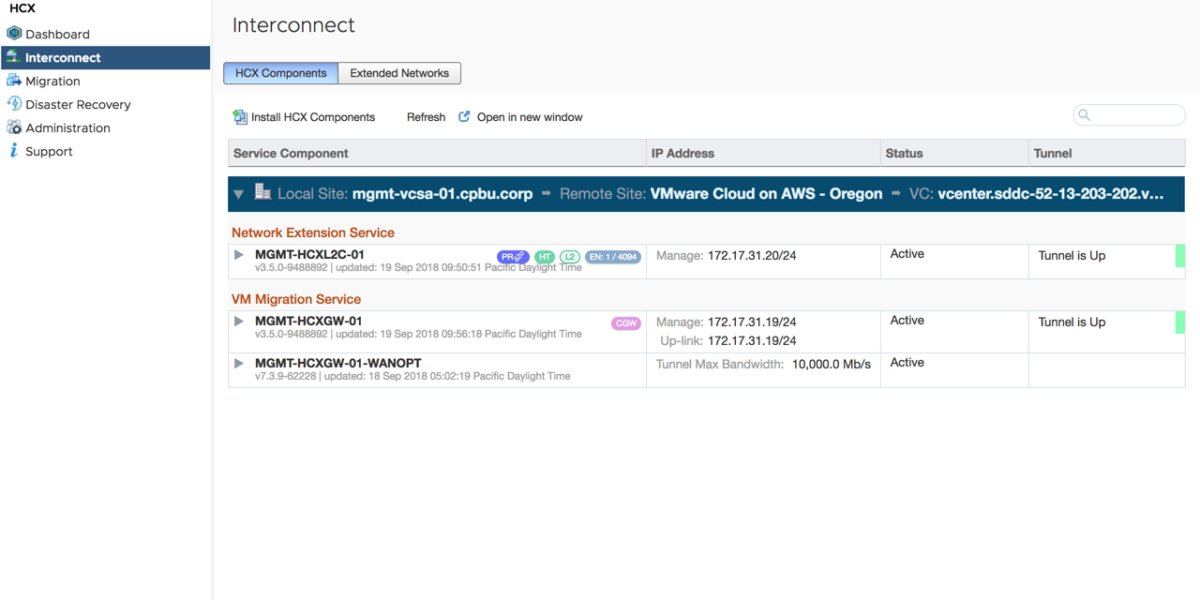 HCX
Dashboard
Interconnect
Migration
Disaster Recovery
Administration
Support
Interconnect
HCX Components Extended Networks
Install HCX Components Refresh Open in new window
Service Component IP Address Status Tunnel
Local Site: mgmt-vcsa-01.cpbu.corp Remote Site: VMware Cloud on AWS - Oregon VC: vcenter.sddc-52-13-203-202.v...
Network Extension Service
MGMT-HCXL2C-01 PR HT L2 EN: 1 / 4094 Manage: 172.17.31.20/24 Active Tunnel is Up
v3.5.0-9488892 | updated: 19 Sep 2018 09:50:51 Pacific Daylight Time
VM Migration Service
MGMT-HCXGW-01 CGW Manage: 172.17.31.19/24 Active Tunnel is Up
v3.5.0-9488892 | updated: 19 Sep 2018 09:56:18 Pacific Daylight Time Up-link: 172.17.31.19/24
MGMT-HCXGW-01-WANOPT Tunnel Max Bandwidth: 10,000.0 Mb/s Active
v7.3.9-62228 | updated: 18 Sep 2018 05:02:19 Pacific Daylight Time